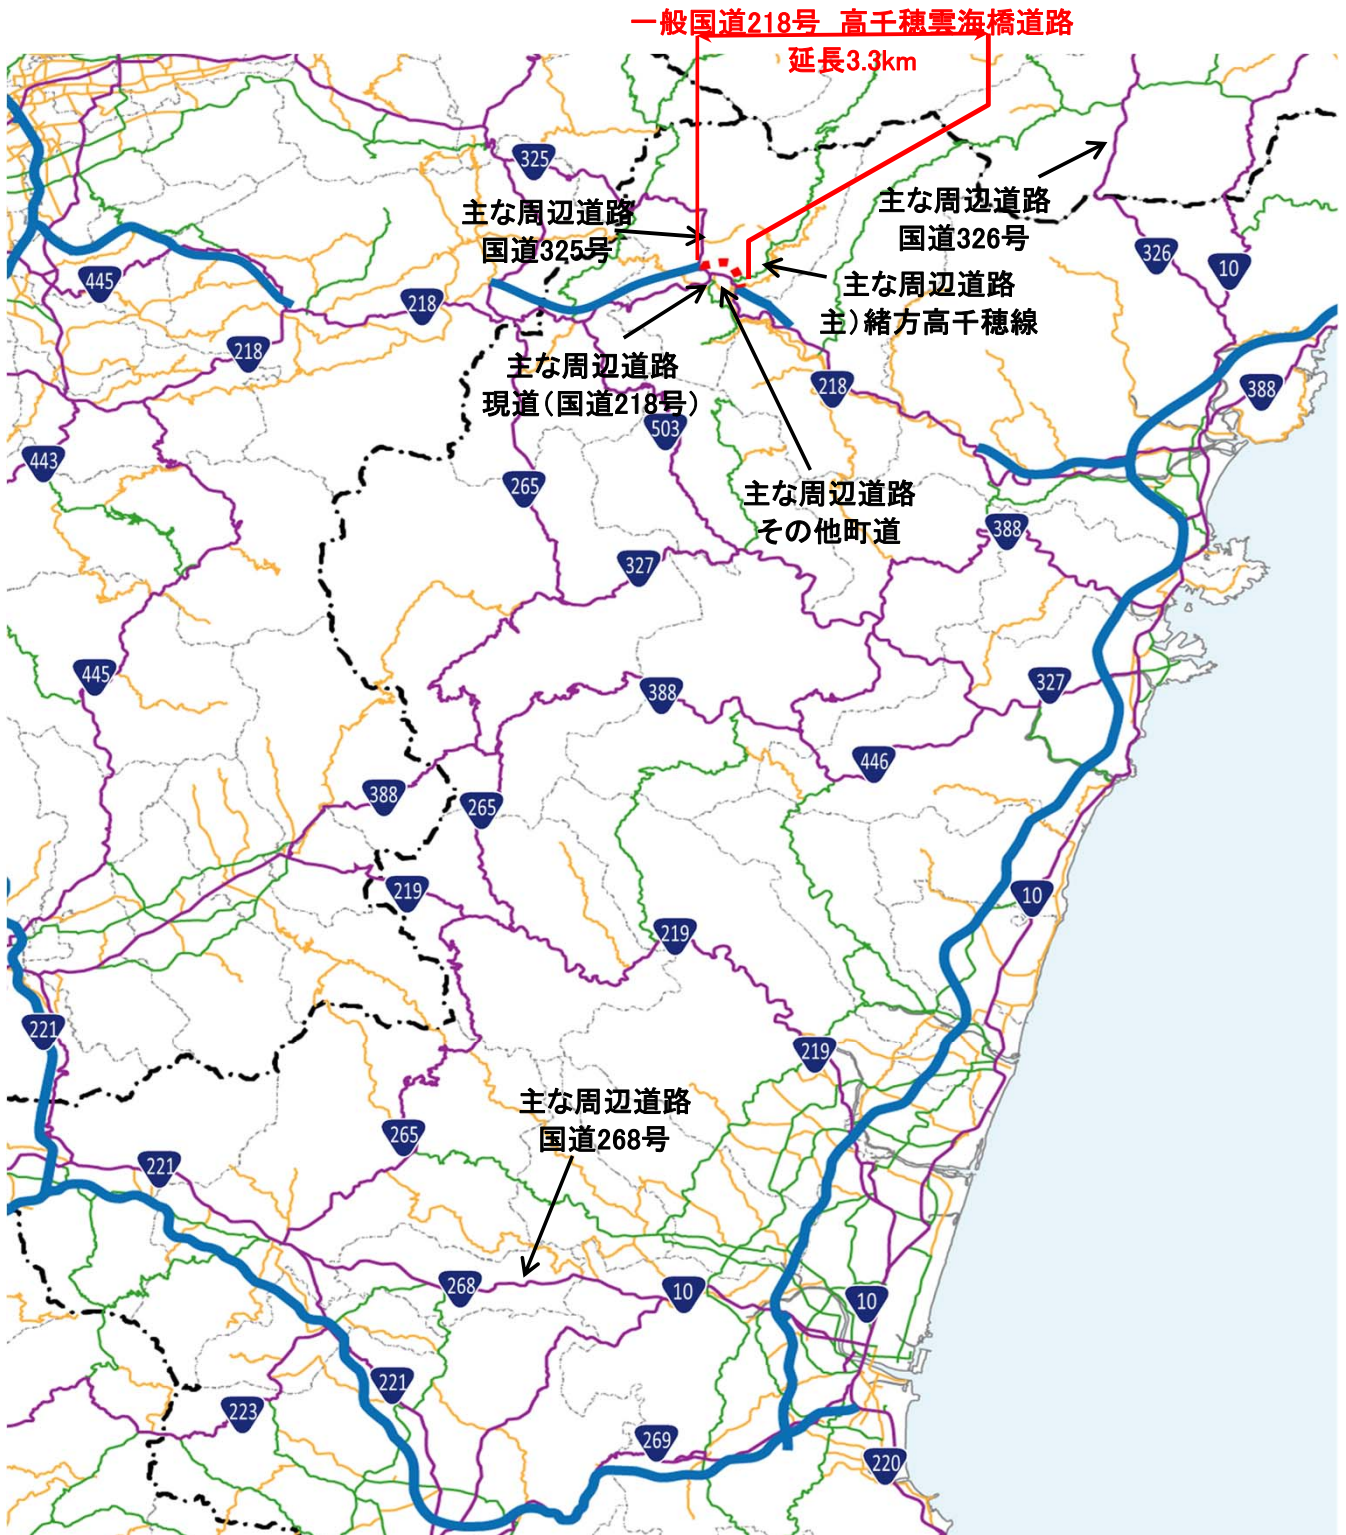 一般国道218号 高千穂雲海橋道路
延長3.3km
325
主な周辺道路
国道325号
主な周辺道路
国道326号
326
10
445
218
主な周辺道路
主)緒方高千穂線
218
主な周辺道路
現道(国道218号)
218
388
503
443
265
主な周辺道路
その他町道
388
327
445
327
388
446
388
265
219
10
219
221
219
主な周辺道路
国道268号
265
221
268
10
10
221
223
269
220